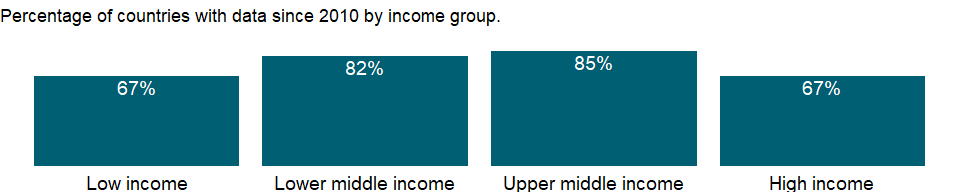 Percentage of countries with data since 2010 by income group.
67%
82%
85%
67%
Low income
Lower middle income
Upper middle income
High income